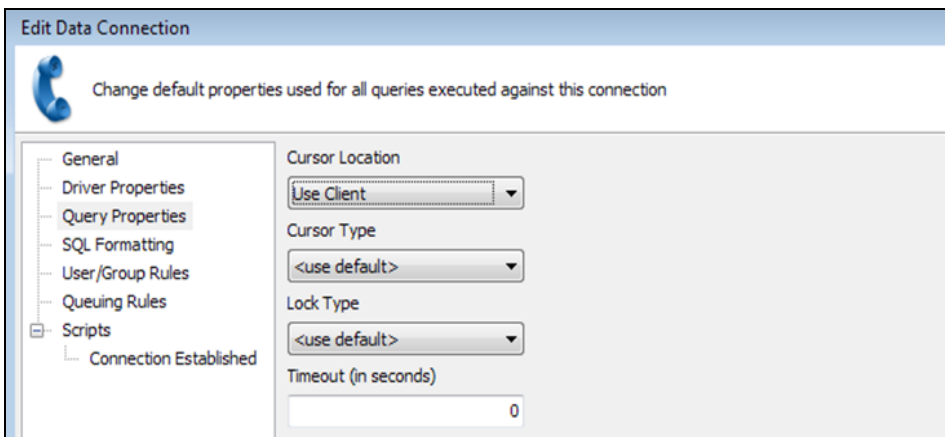 Edit Data Connection
Change default properties used for all queries executed against this connection
General
Driver Properties
Query Properties
SQL Formatting
User/Group Rules
Queuing Rules
Scripts
Connection Established
Cursor Location
Use Client
Cursor Type
<use default>
Lock Type
<use default>
Timeout (in seconds)
0